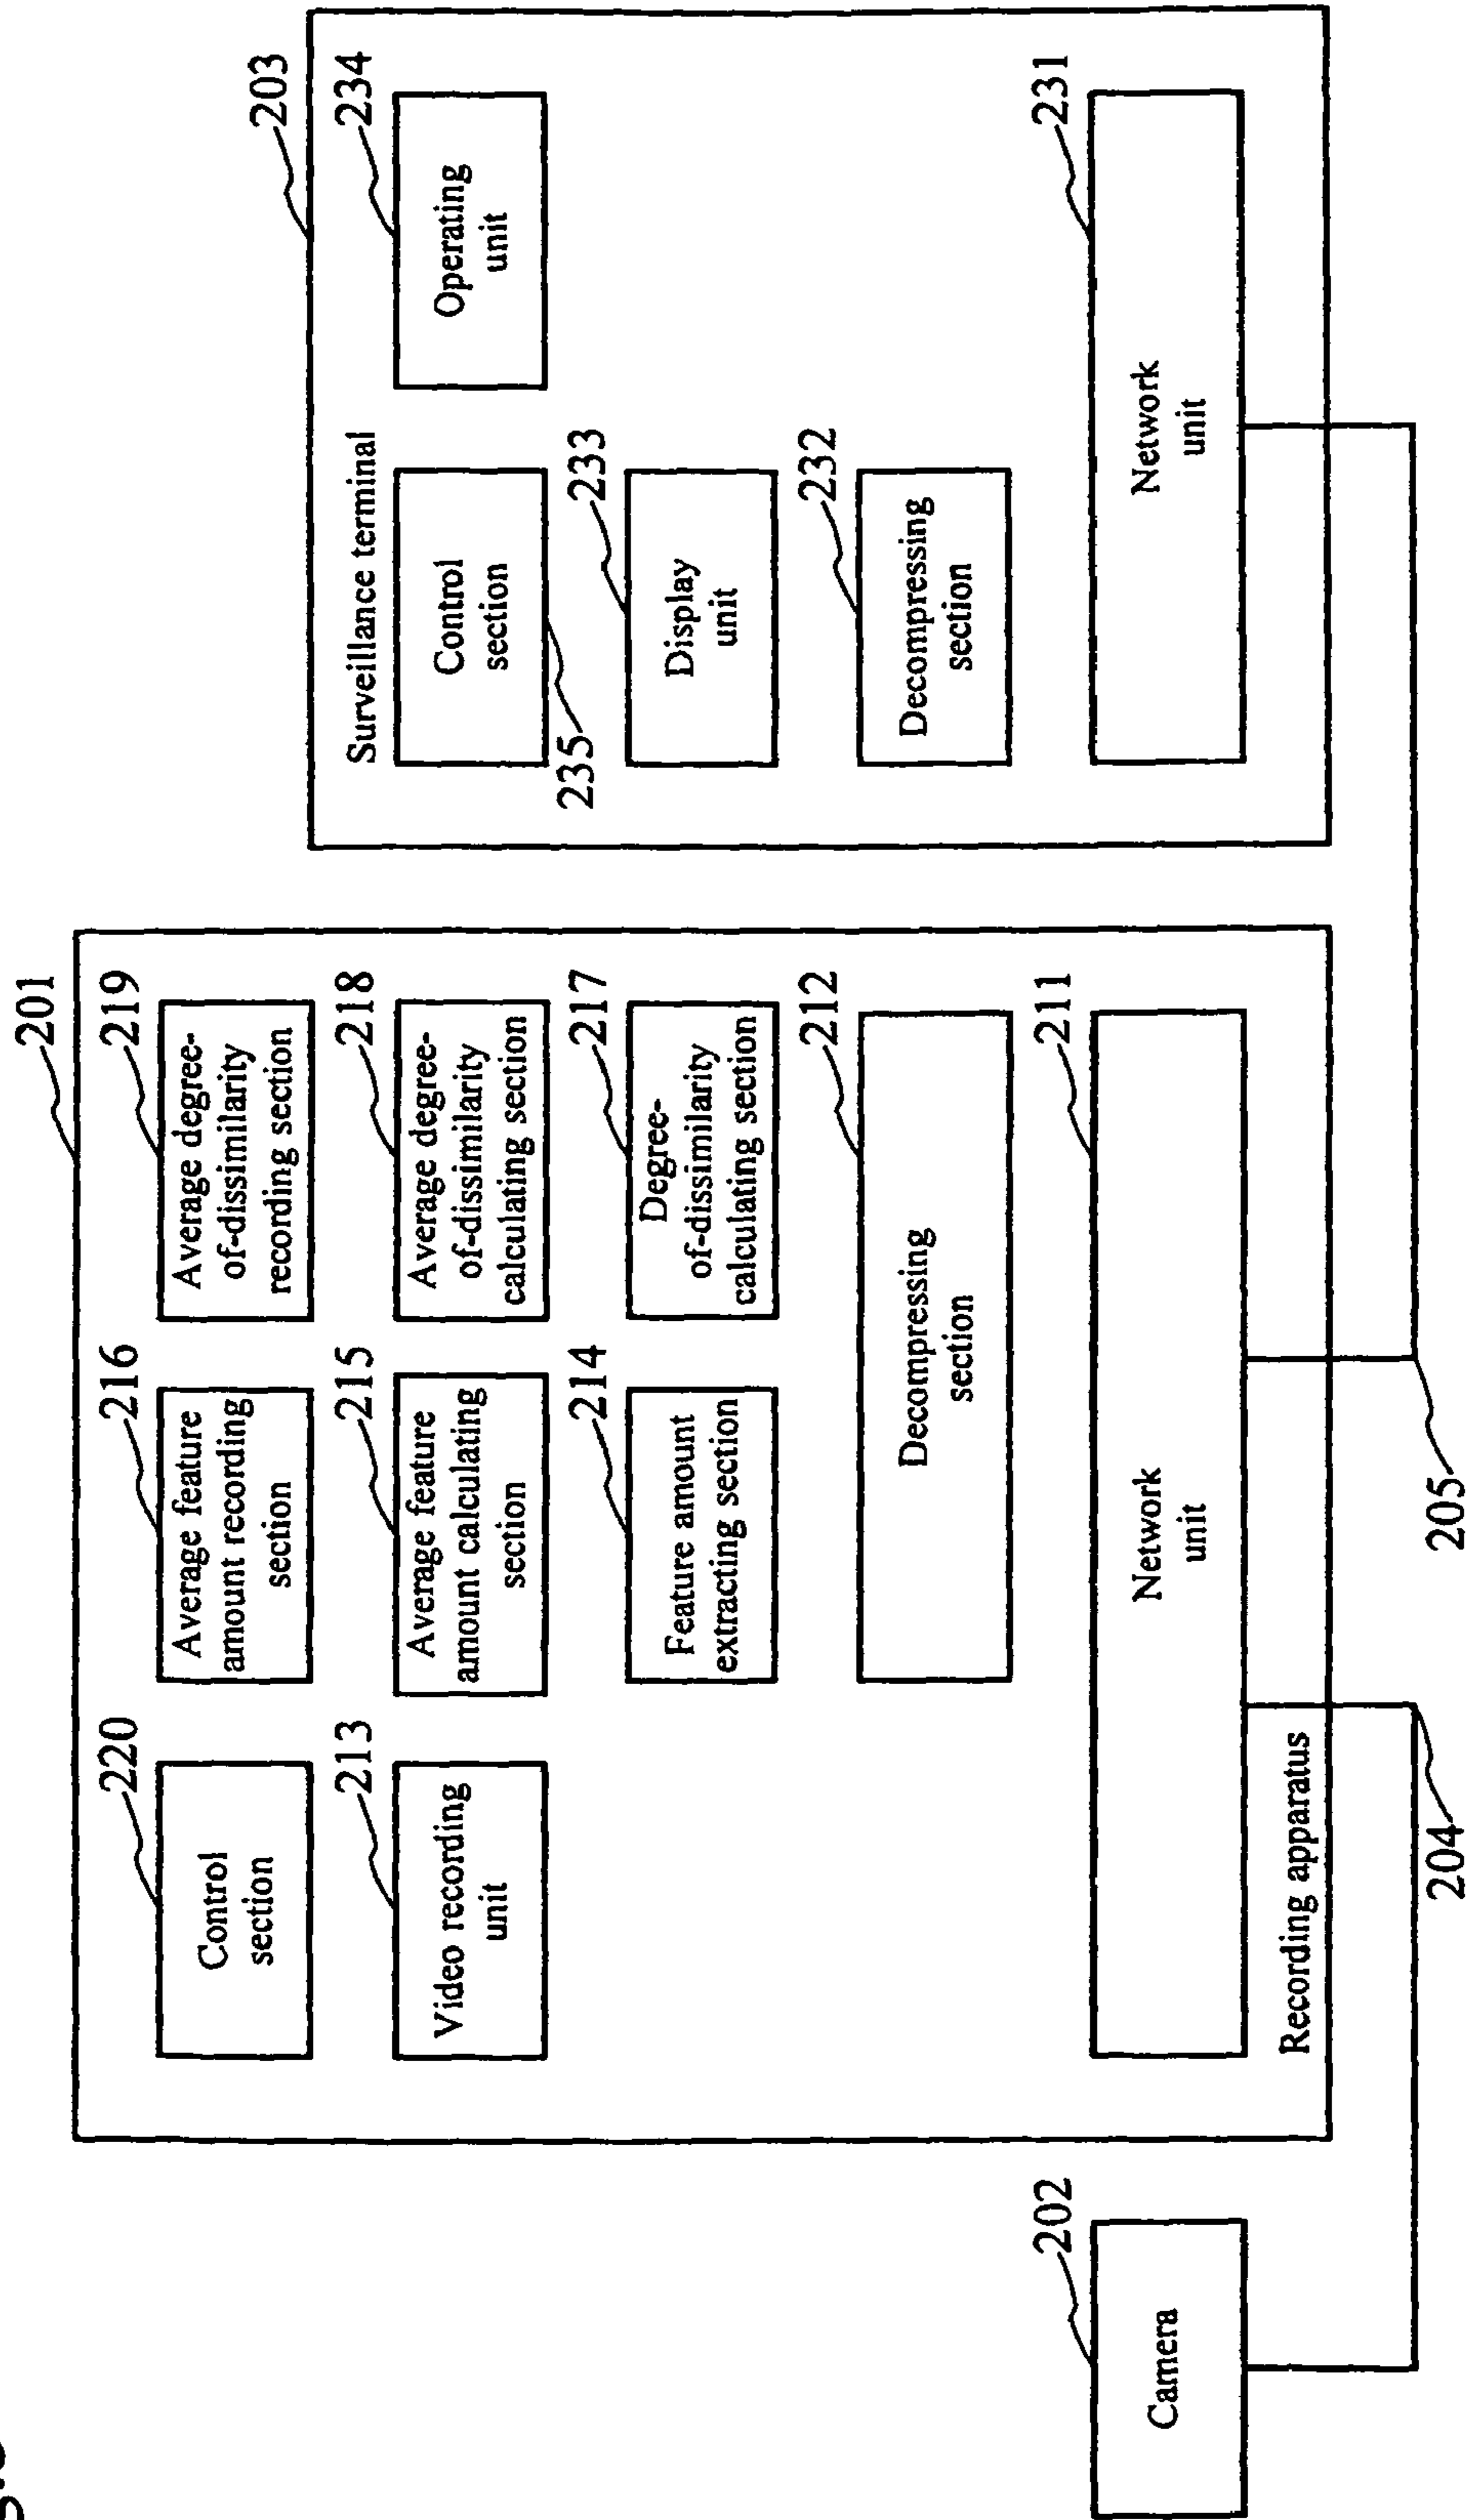 201
220
Control
section
216
Average feature
amount recording
section
219
Average degree-
of-dissimilarity
recording section
213
Video recording
unit
215
Average feature
amount calculating
section
218
Average degree-
of-dissimilarity
calculating section
214
Feature amount
extracting section
217
Degree-
of-dissimilarity
calculating section
212
Decompressing
section
211
Network
unit
Recording apparatus
202
Camera
204
205
203
Surveillance terminal
234
Operating
unit
Control
section
235
233
Display
unit
232
Decompressing
section
231
Network
unit